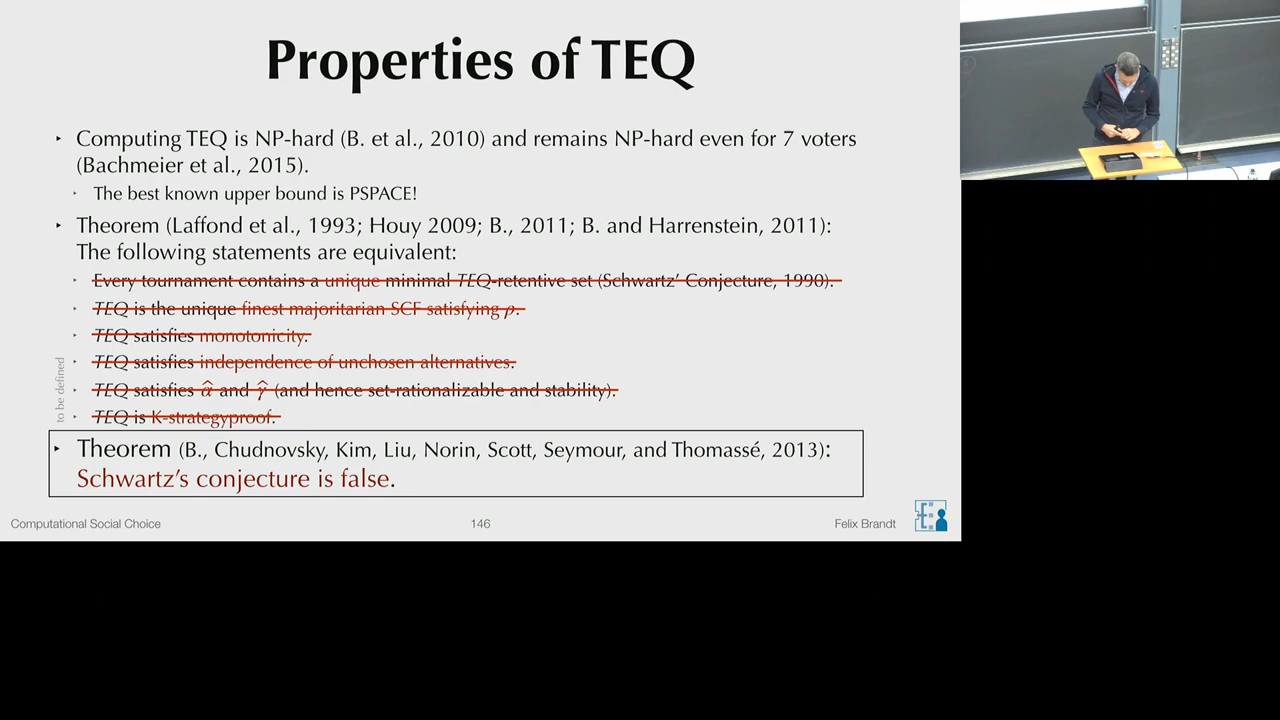 Properties of TEQ
‣ Computing TEQ is NP-hard (B. et al., 2010) and remains NP-hard even for 7 voters
(Bachmeier et al., 2015).
‣ The best known upper bound is PSPACE!
‣ Theorem (Laffond et al., 1993; Houy 2009; B., 2011; B. and Harrenstein, 2011):
The following statements are equivalent:
‣ Every tournament contains a unique minimal TEQ-retentive set (Schwartz' Conjecture, 1990).
‣ TEQ is the unique finest majoritarian SCF satisfying ρ.
‣ TEQ satisfies monotonicity.
‣ TEQ satisfies independence of unchosen alternatives.
‣ TEQ satisfies α̂ and γ̂ (and hence set-rationalizable and stability).
‣ TEQ is K-strategyproof.
to be defined
‣ Theorem (B., Chudnovsky, Kim, Liu, Norin, Scott, Seymour, and Thomassé, 2013):
Schwartz's conjecture is false.
Computational Social Choice
146
Felix Brandt